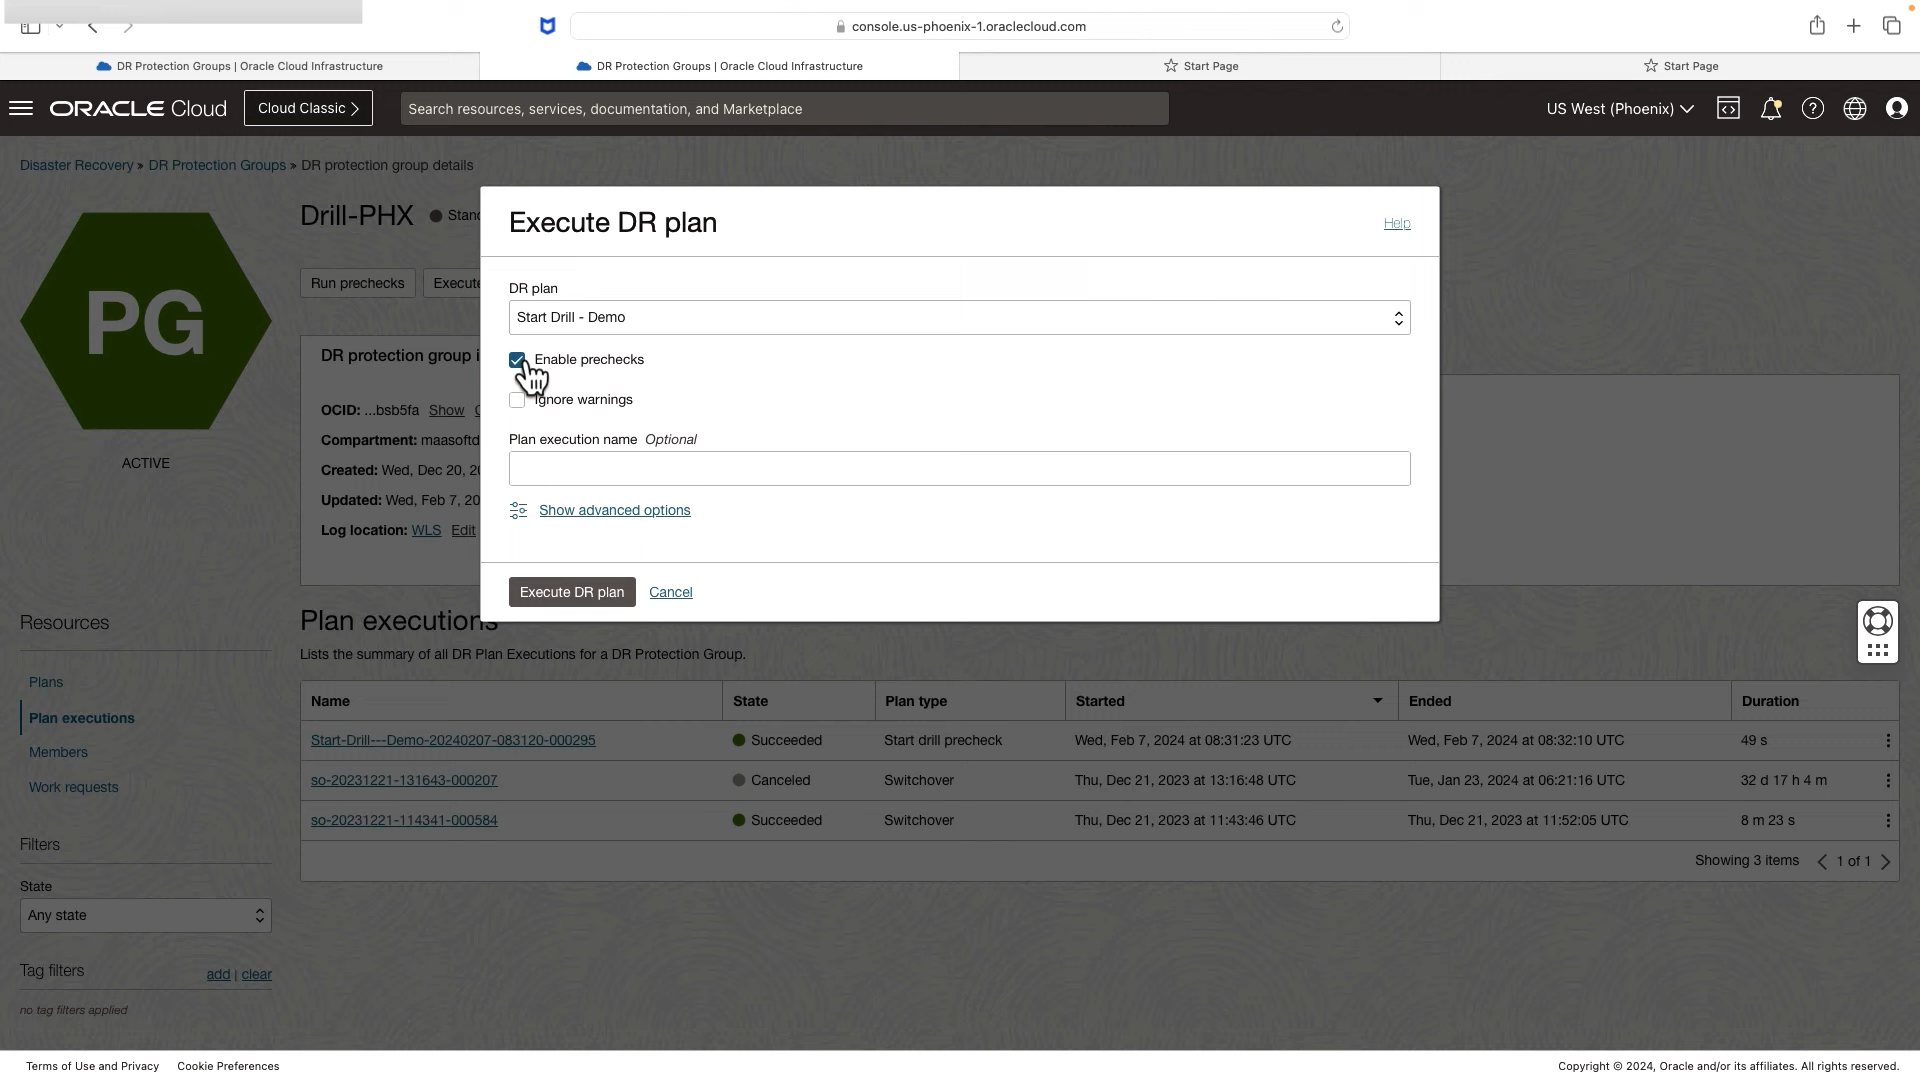 console.us-phoenix-1.oraclecloud.com
DR Protection Groups | Oracle Cloud Infrastructure
DR Protection Groups | Oracle Cloud Infrastructure
Start Page
Start Page
ORACLE Cloud
Cloud Classic
Search resources, services, documentation, and Marketplace
US West (Phoenix)
Disaster Recovery » DR Protection Groups » DR protection group details
PG
ACTIVE
Drill-PHX
Run prechecks
DR protection group
OCID: ...bsb5fa Show
Compartment:
Created: Wed, Dec 20,
Updated: Wed, Feb 7,
Log location: WLS Edit
Execute DR plan
Help
DR plan
Start Drill - Demo
Enable prechecks
Ignore warnings
Plan execution name Optional
Show advanced options
Execute DR plan
Cancel
Resources
Plans
Plan executions
Members
Work requests
Filters
State
Any state
Tag filters
add | clear
no tag filters applied
Plan executions
Lists the summary of all DR Plan Executions for a DR Protection Group.
Name State Plan type Started Ended Duration
Start-Drill---Demo-20240207-083120-000295 Succeeded Start drill precheck Wed, Feb 7, 2024 at 08:31:23 UTC Wed, Feb 7, 2024 at 08:32:10 UTC 49 s
so-20231221-131643-000207 Canceled Switchover Thu, Dec 21, 2023 at 13:16:48 UTC Tue, Jan 23, 2024 at 06:21:16 UTC 32 d 17 h 4 m
so-20231221-114341-000584 Succeeded Switchover Thu, Dec 21, 2023 at 11:43:46 UTC Thu, Dec 21, 2023 at 11:52:05 UTC 8 m 23 s
Showing 3 items
1 of 1
Terms of Use and Privacy
Cookie Preferences
Copyright © 2024, Oracle and/or its affiliates. All rights reserved.